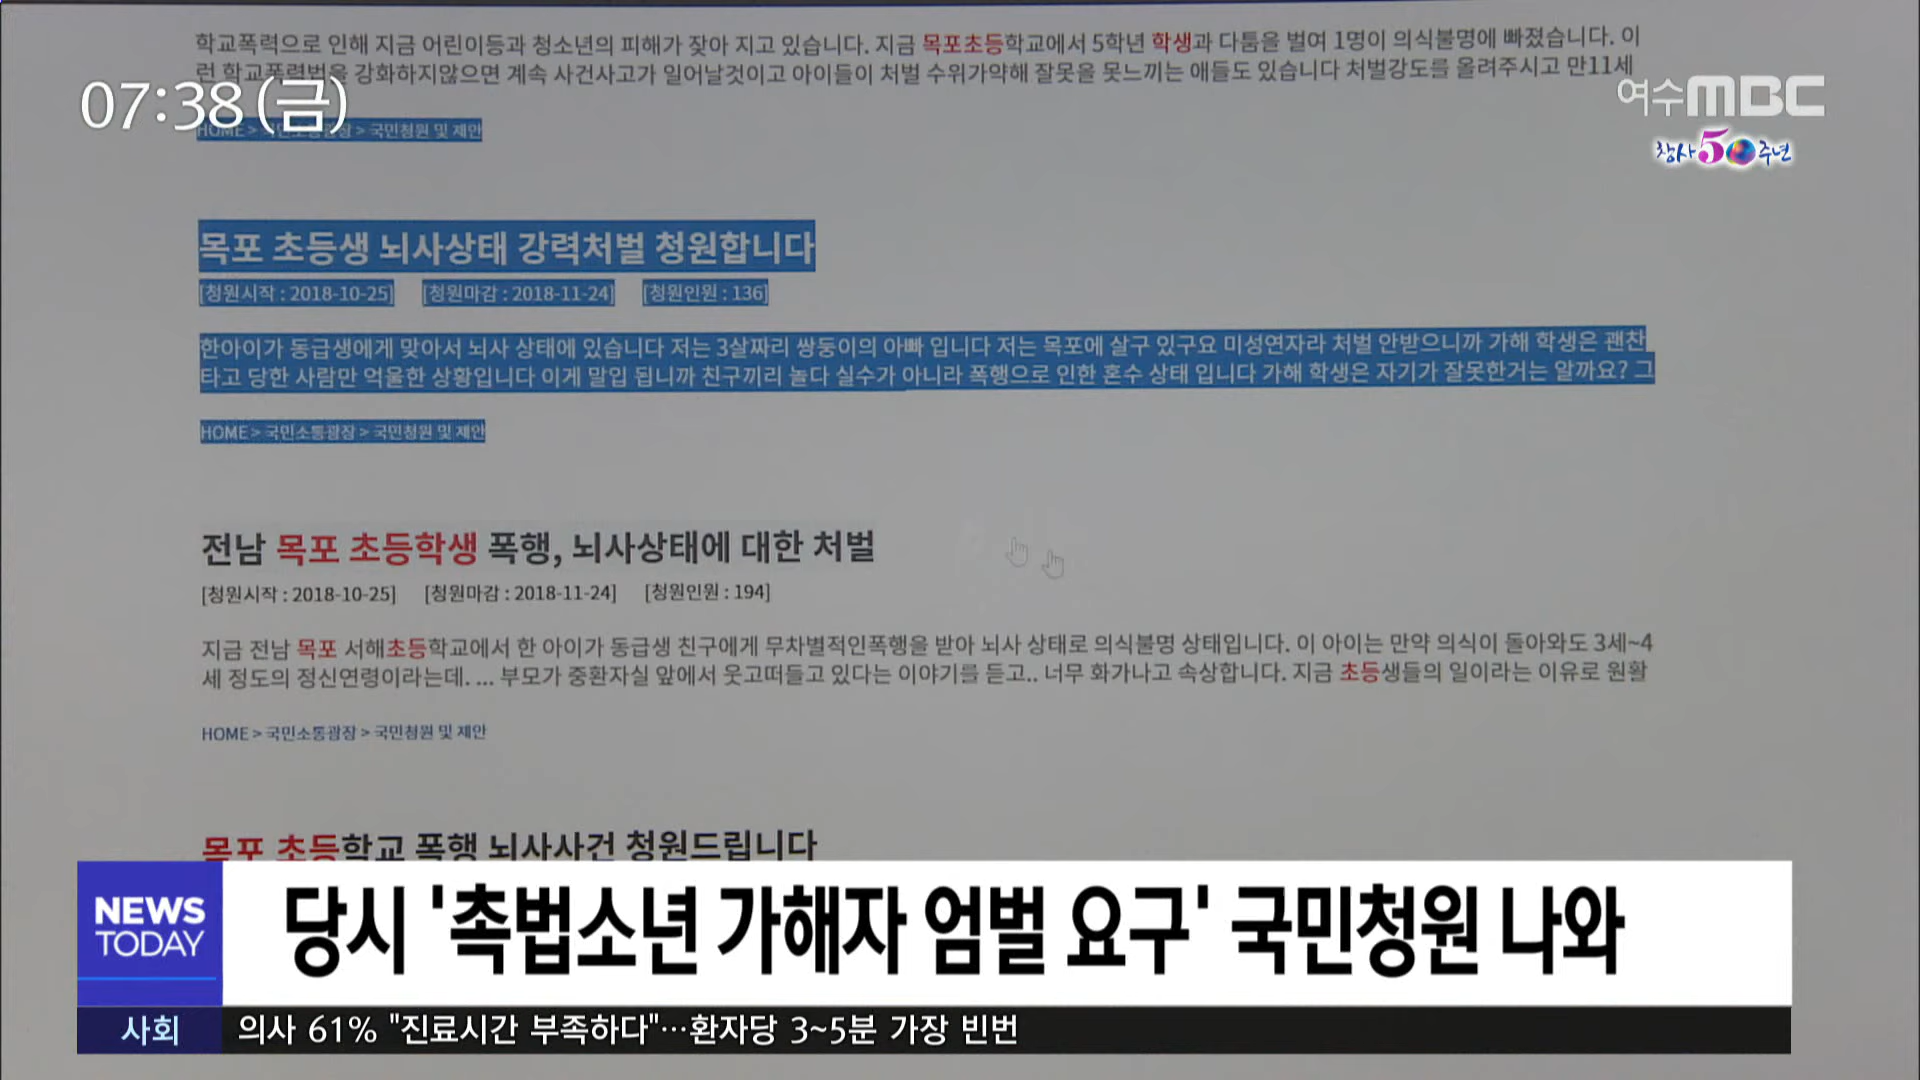 학교폭력으로 인해 지금 어린이등과 청소년의 피해가 잦아 지고 있습니다. 지금 목포초등학교에서 5학년 학생과 다툼을 벌여 1명이 의식불명에 빠졌습니다. 이
런 학교폭력법을 강화하지않으면 계속 사건사고가 일어날것이고 아이들이 처벌 수위가약해 잘못을 못느끼는 애들도 있습니다 처벌강도를 올려주시고 만11세
07:38(금)
여수MBC
창사50주년
HOME > 국민소통광장 > 국민청원 및 제안
목포 초등생 뇌사상태 강력처벌 청원합니다
[청원시작 : 2018-10-25] [청원마감 : 2018-11-24] [청원인원 : 136]
한아이가 동급생에게 맞아서 뇌사 상태에 있습니다 저는 3살짜리 쌍둥이의 아빠 입니다 저는 목포에 살구 있구요 미성연자라 처벌 안받으니까 가해 학생은 괜찬
타고 당한 사람만 억울한 상황입니다 이게 말입 됩니까 친구끼리 놀다 실수가 아니라 폭행으로 인한 혼수 상태 입니다 가해 학생은 자기가 잘못한거는 알까요? 그
HOME > 국민소통광장 > 국민청원 및 제안
전남 목포 초등학생 폭행, 뇌사상태에 대한 처벌
[청원시작 : 2018-10-25] [청원마감 : 2018-11-24] [청원인원 : 194]
지금 전남 목포 서해초등학교에서 한 아이가 동급생 친구에게 무차별적인폭행을 받아 뇌사 상태로 의식불명 상태입니다. 이 아이는 만약 의식이 돌아와도 3세~4
세 정도의 정신연령이라는데. ... 부모가 중환자실 앞에서 웃고떠들고 있다는 이야기를 듣고.. 너무 화가나고 속상합니다. 지금 초등생들의 일이라는 이유로 원활
HOME > 국민소통광장 > 국민청원 및 제안
목포 초등학교 폭행 뇌사사건 청원드립니다
NEWS
TODAY
당시 '촉법소년 가해자 엄벌 요구' 국민청원 나와
사회
의사 61% "진료시간 부족하다"…환자당 3~5분 가장 빈번